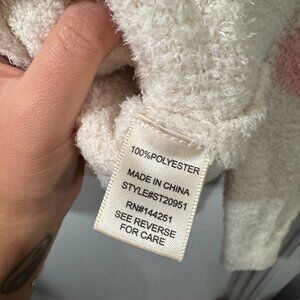 100%POLYESTER
MADE IN CHINA
STYLE#ST20951
RN#144251
SEE REVERSE
FOR CARE